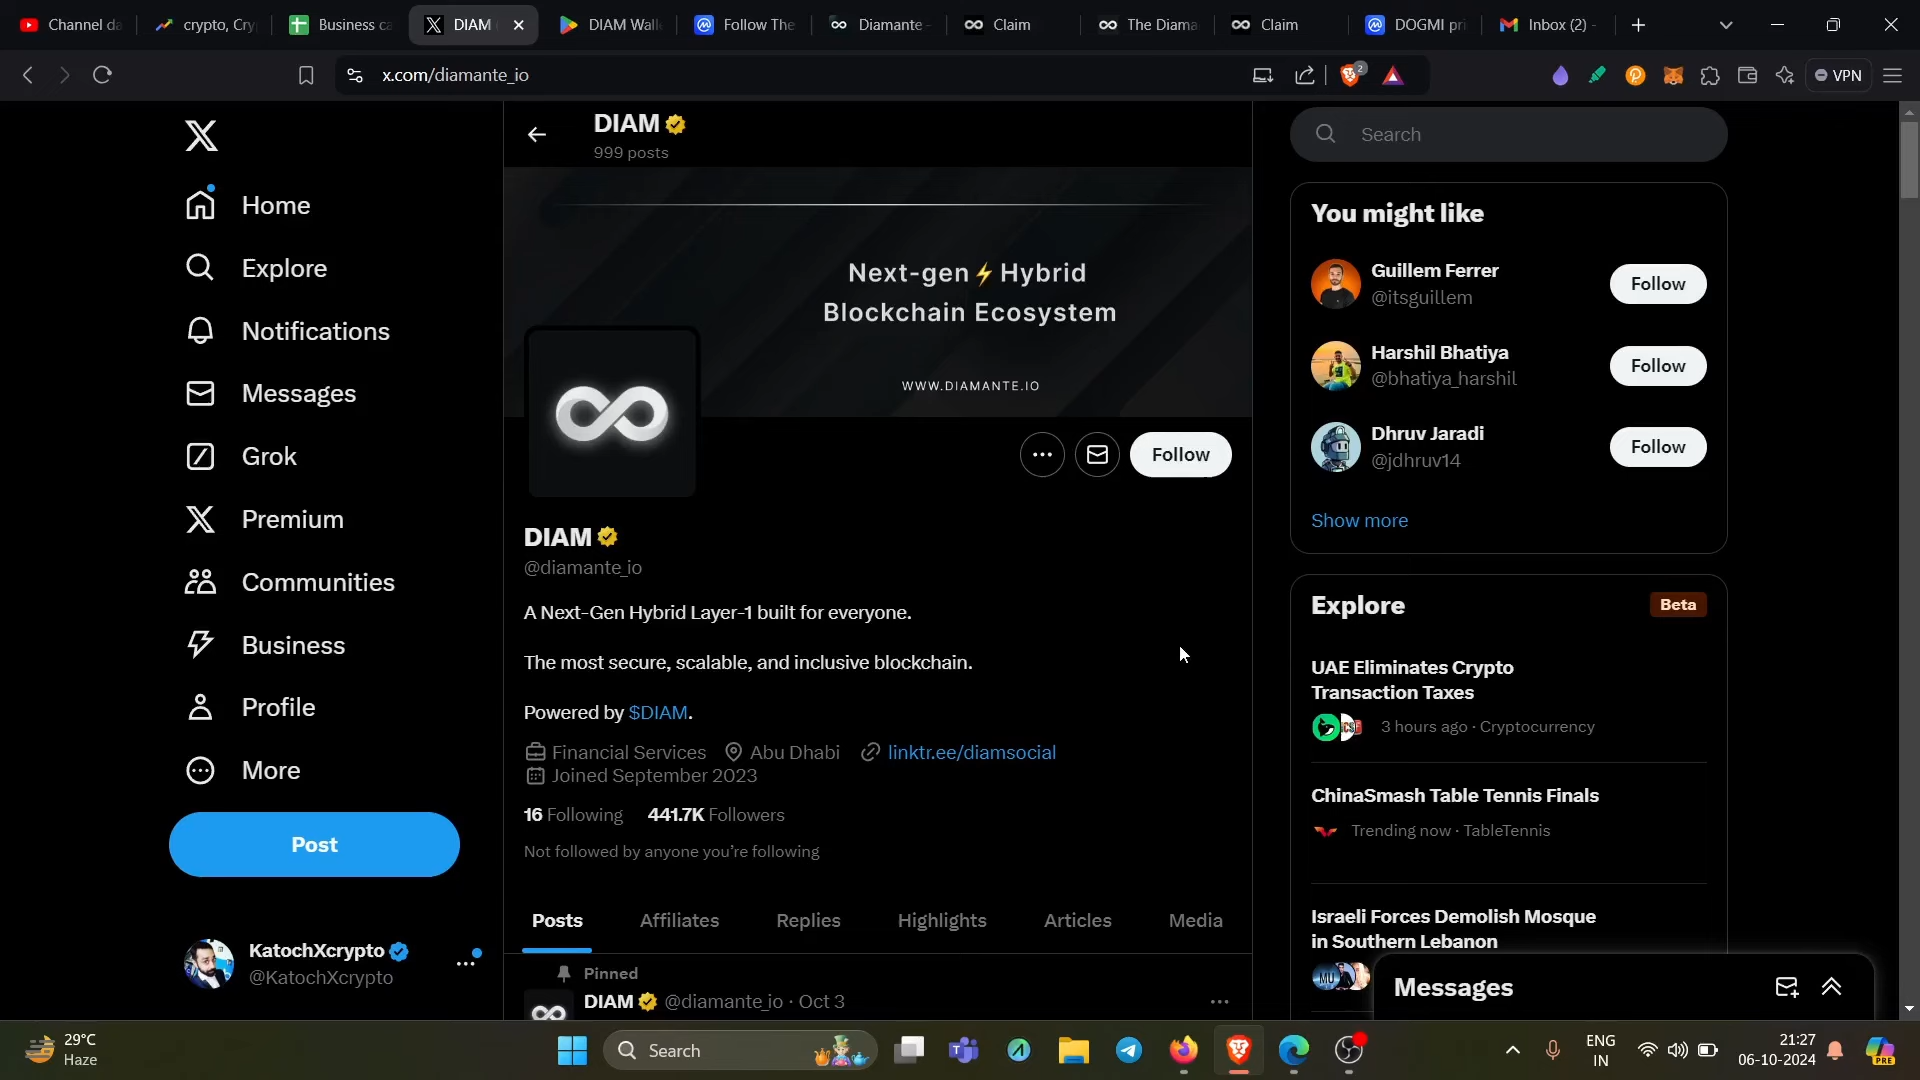 Channel da
crypto, Cry
Business ca
DIAM
DIAM Wall
Follow The
Diamante -
Claim
The Diama
Claim
DOGMI pri
Inbox (2) -
x.com/diamante_io
2
VPN
Home
Explore
Notifications
Messages
Grok
Premium
Communities
Business
Profile
More
Post
KatochXcrypto
@KatochXcrypto
DIAM
999 posts
Next-gen⚡Hybrid
Blockchain Ecosystem
WWW.DIAMANTE.IO
Follow
DIAM
@diamante_io
A Next-Gen Hybrid Layer-1 built for everyone.
The most secure, scalable, and inclusive blockchain.
Powered by $DIAM.
Financial Services Abu Dhabi linktr.ee/diamsocial
Joined September 2023
16 Following 441.7K Followers
Not followed by anyone you're following
Posts Affiliates Replies Highlights Articles Media
Pinned
DIAM @diamante_io · Oct 3
Search
You might like
Guillem Ferrer
@itsguillem
Follow
Harshil Bhatiya
@bhatiya_harshil
Follow
Dhruv Jaradi
@jdhruv14
Follow
Show more
Explore
Beta
UAE Eliminates Crypto
Transaction Taxes
3 hours ago · Cryptocurrency
ChinaSmash Table Tennis Finals
Trending now · TableTennis
Israeli Forces Demolish Mosque
in Southern Lebanon
Messages
29°C
Haze
Search
ENG
IN
21:27
06-10-2024
PRE